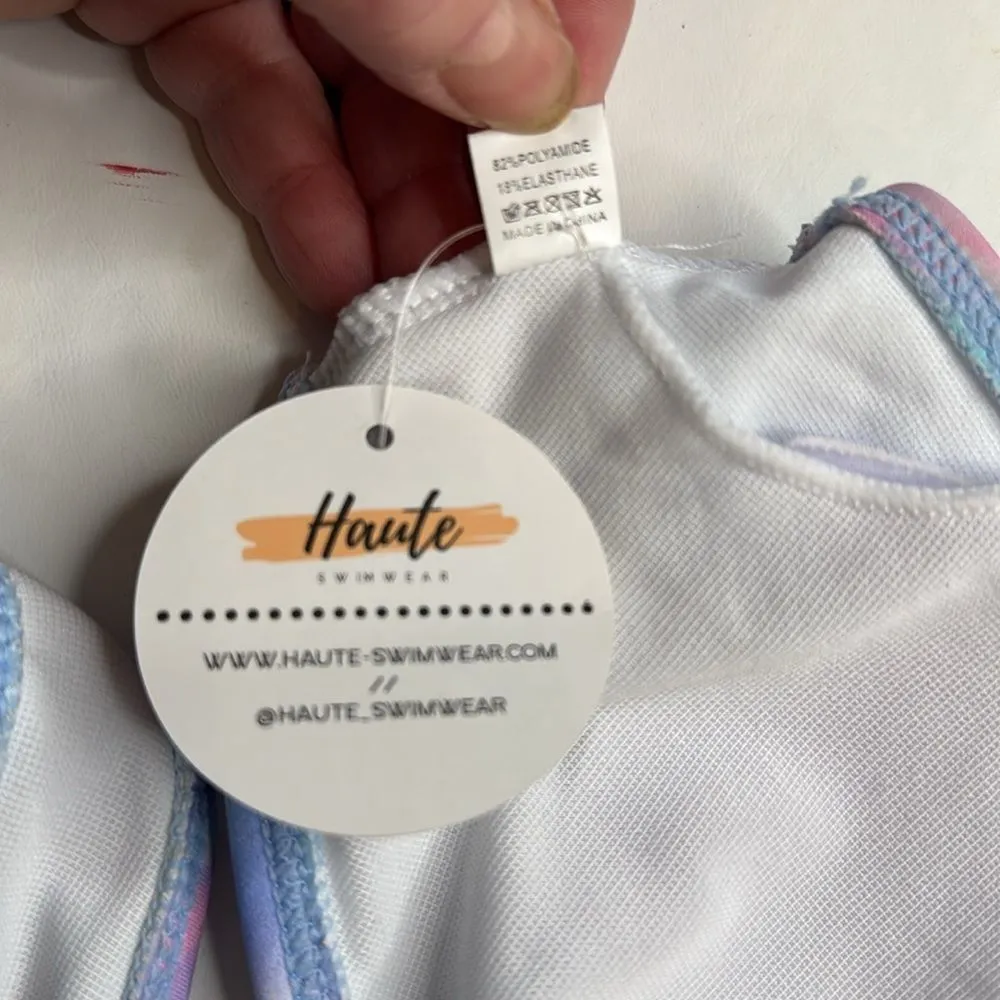 82%POLYAMIDE
18%ELASTHANE
MADE IN CHINA
Haute
SWIMWEAR
WWW.HAUTE-SWIMWEAR.COM
//
@HAUTE_SWIMWEAR